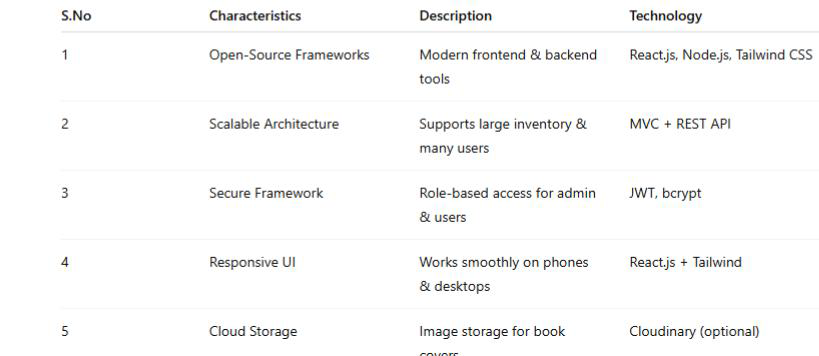 S.No Characteristics Description Technology
1 Open-Source Frameworks Modern frontend & backend React.js, Node.js, Tailwind CSS
tools
2 Scalable Architecture Supports large inventory & MVC + REST API
many users
3 Secure Framework Role-based access for admin JWT, bcrypt
& users
4 Responsive UI Works smoothly on phones React.js + Tailwind
& desktops
5 Cloud Storage Image storage for book Cloudinary (optional)
covers